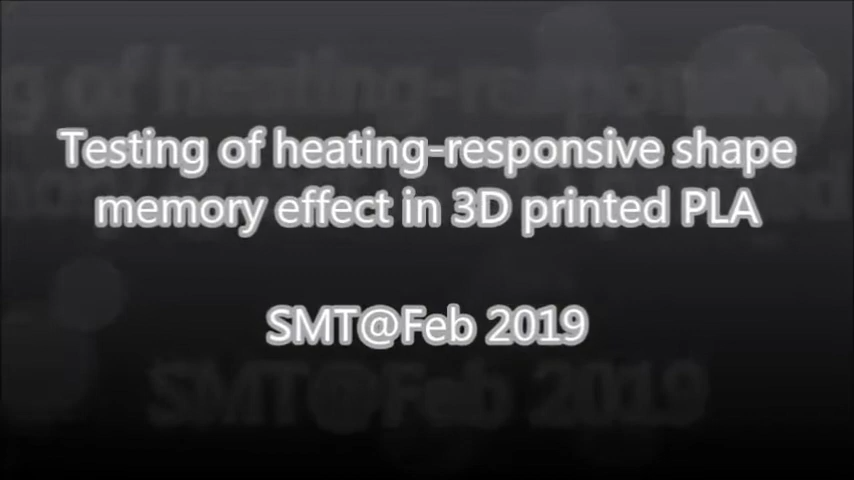 Testing of heating-responsive shape
memory effect in 3D printed PLA
SMT@Feb 2019